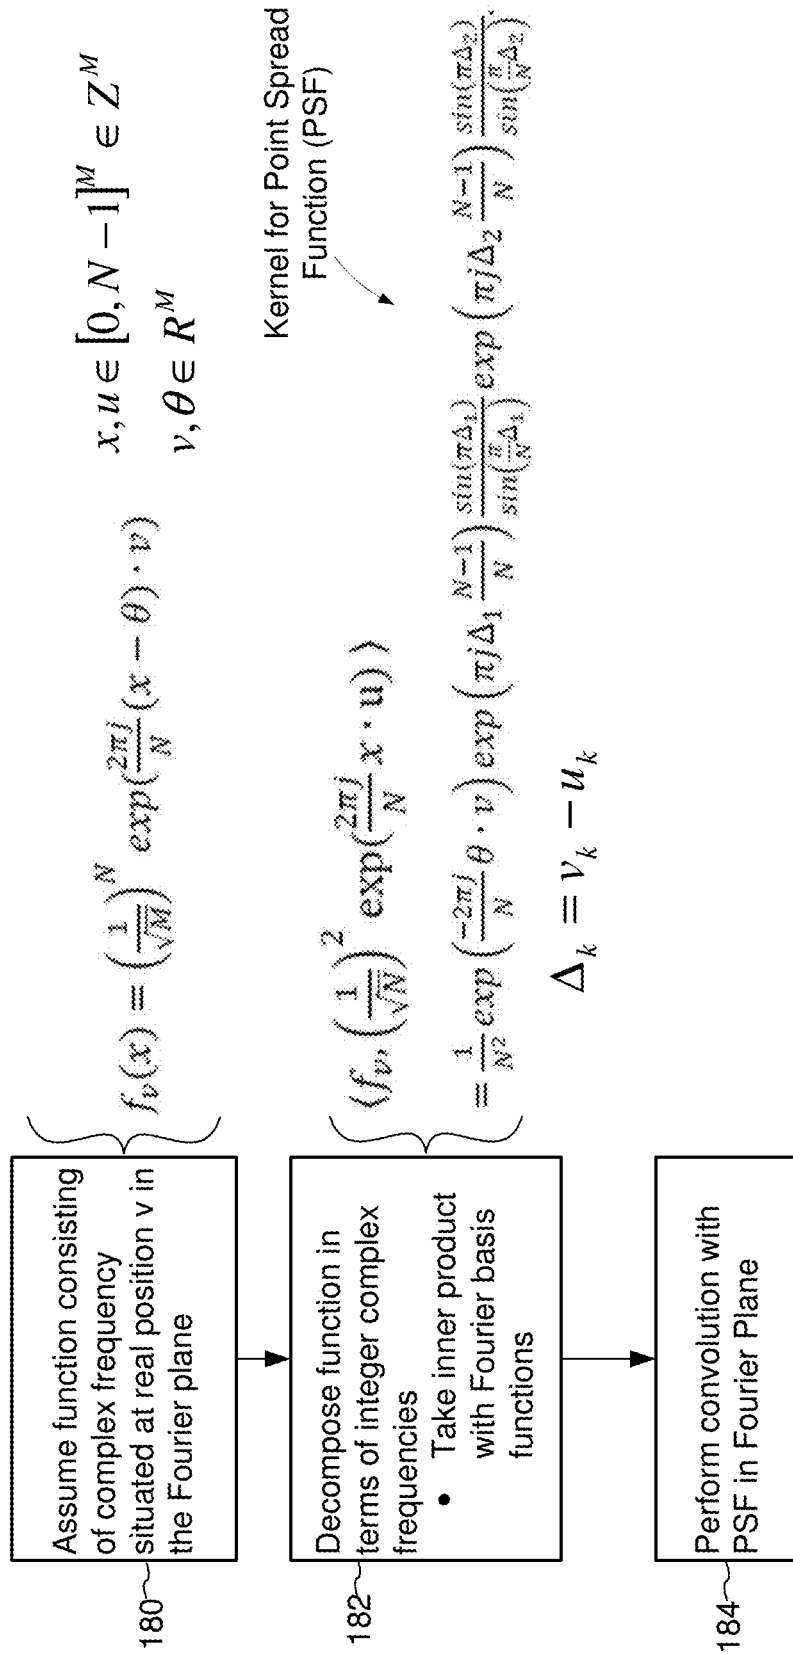 Assume function consisting
of complex frequency
situated at real position v in
the Fourier plane
180
f_v(x) = (1/√M)^N exp(2πj/N (x − θ) · v)
x, u ∈ [0, N − 1]^M ∈ Z^M
v, θ ∈ R^M
Decompose function in
terms of integer complex
frequencies
• Take inner product
with Fourier basis
functions
182
⟨f_v, (1/√N)^2 exp(2πj/N x · u)⟩
= 1/N^2 exp(−2πj/N θ · v) exp(πjΔ_1 N−1/N) sin(πΔ_1)/sin(π/N Δ_1) exp(πjΔ_2 N−1/N) sin(πΔ_2)/sin(π/N Δ_2).
Δ_k = v_k − u_k
Kernel for Point Spread
Function (PSF)
Perform convolution with
PSF in Fourier Plane
184